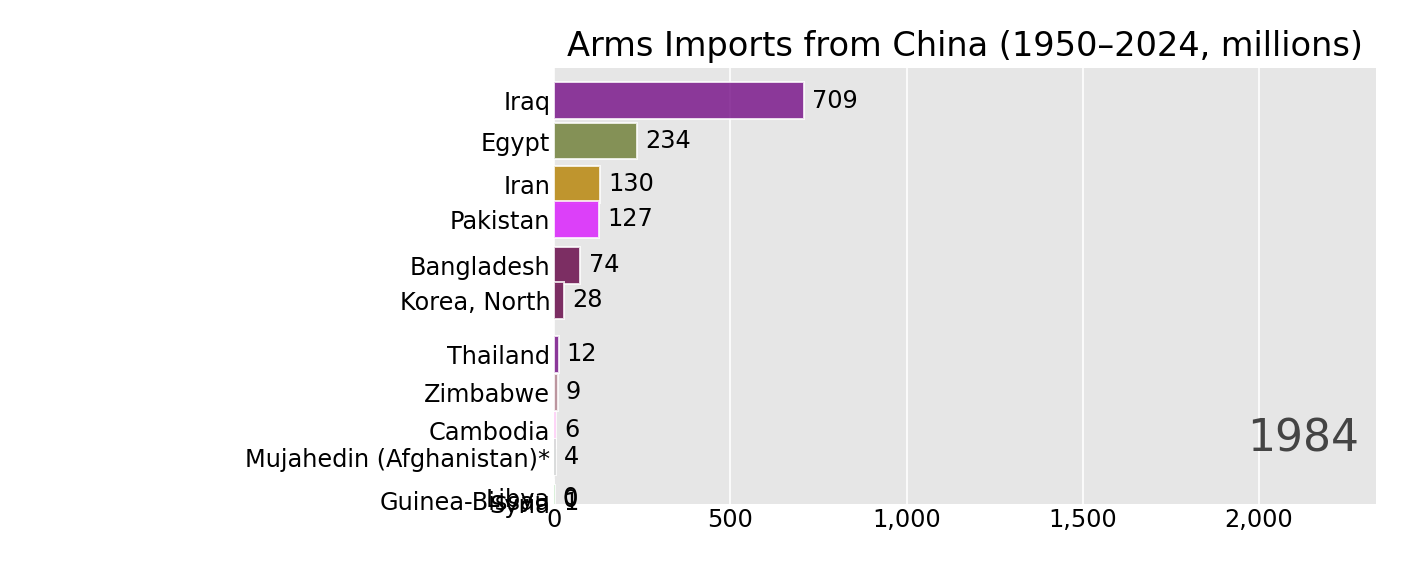 Arms Imports from China (1950–2024, millions)
Iraq 709
Egypt 234
Iran 130
Pakistan 127
Bangladesh 74
Korea, North 28
Thailand 12
Zimbabwe 9
Cambodia 6
1984
Mujahedin (Afghanistan)* 4
0 500 1,000 1,500 2,000